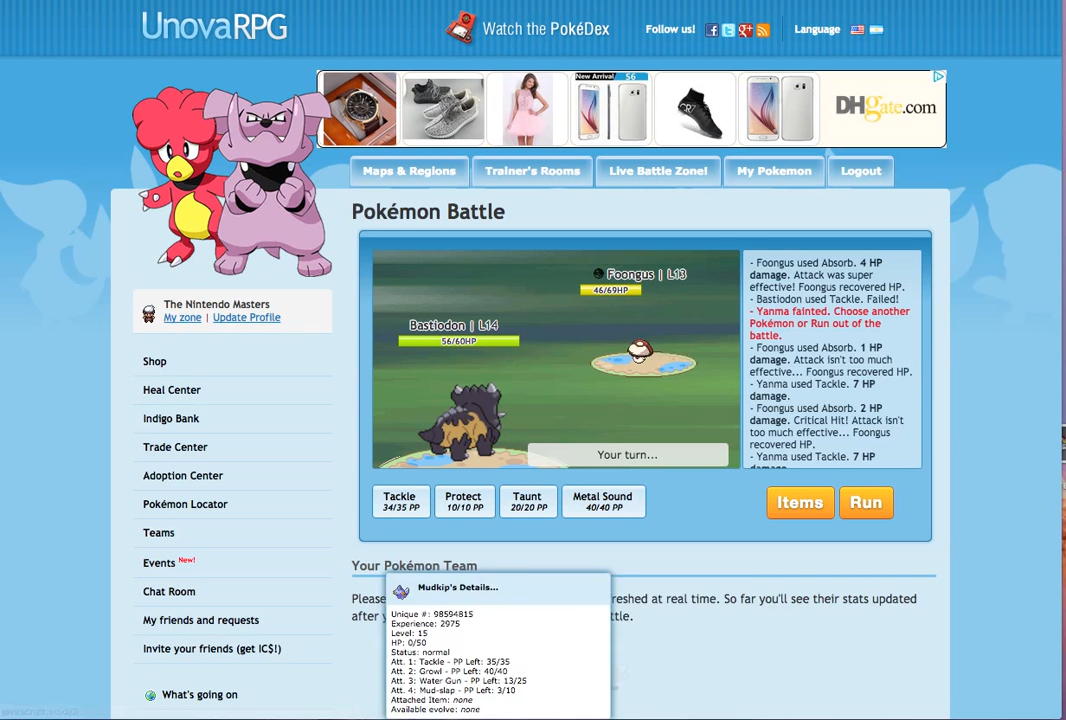 UnovaRPG
Watch the PokéDex
Follow us!
Language
New Arrival S6
CR7
DHgate.com
Maps & Regions
Trainer's Rooms
Live Battle Zone!
My Pokemon
Logout
Pokémon Battle
The Nintendo Masters
My zone | Update Profile
Shop
Heal Center
Indigo Bank
Trade Center
Adoption Center
Pokémon Locator
Teams
Events New!
Chat Room
My friends and requests
Invite your friends (get IC$!)
What's going on
Foongus | L13
46/69HP
Bastiodon | L14
56/60HP
Your turn...
- Foongus used Absorb. 4 HP
damage. Attack was super
effective! Foongus recovered HP.
- Bastiodon used Tackle. Failed!
- Yanma fainted. Choose another
Pokémon or Run out of the
battle.
- Foongus used Absorb. 1 HP
damage. Attack isn't too much
effective... Foongus recovered HP.
- Yanma used Tackle. 7 HP
damage.
- Foongus used Absorb. 2 HP
damage. Critical Hit! Attack isn't
too much effective... Foongus
recovered HP.
- Yanma used Tackle. 7 HP
damage.
Tackle
34/35 PP
Protect
10/10 PP
Taunt
20/20 PP
Metal Sound
40/40 PP
Items
Run
Your Pokémon Team
Please
reshed at real time. So far you'll see their stats updated
after
ttle.
Mudkip's Details...
Unique #: 98594815
Experience: 2975
Level: 15
HP: 0/50
Status: normal
Att. 1: Tackle - PP Left: 35/35
Att. 2: Growl - PP Left: 40/40
Att. 3: Water Gun - PP Left: 13/25
Att. 4: Mud-slap - PP Left: 3/10
Attached Item: none
Available evolve: none